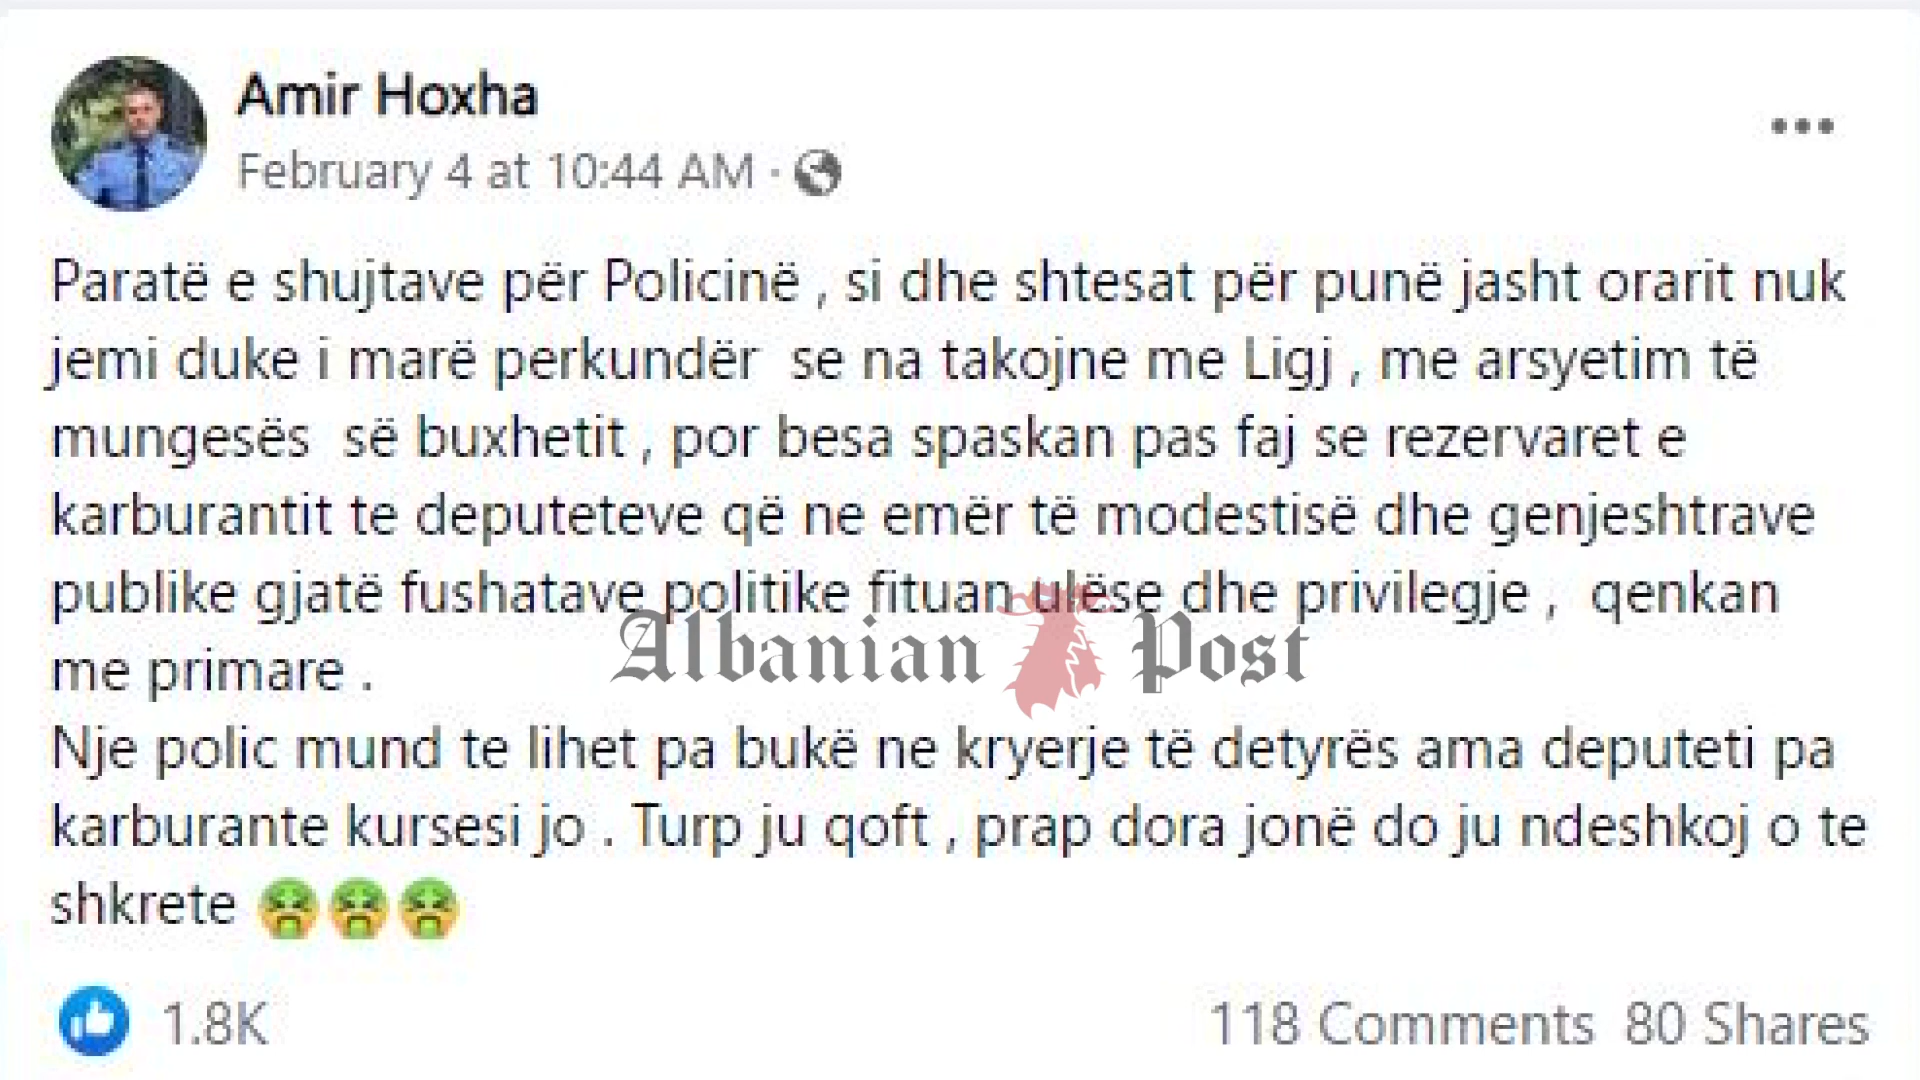 Amir Hoxha
February 4 at 10:44 AM ·
Paratë e shujtave për Policinë , si dhe shtesat për punë jasht orarit nuk
jemi duke i marë perkundër se na takojne me Ligj , me arsyetim të
mungesës së buxhetit , por besa spaskan pas faj se rezervaret e
karburantit te deputeteve që ne emër të modestisë dhe genjeshtrave
publike gjatë fushatave politike fituan ulëse dhe privilegje , qenkan
me primare .
Albanian Post
Nje polic mund te lihet pa bukë ne kryerje të detyrës ama deputeti pa
karburante kursesi jo . Turp ju qoft , prap dora jonë do ju ndeshkoj o te
shkrete 🤮🤮🤮
1.8K 118 Comments 80 Shares